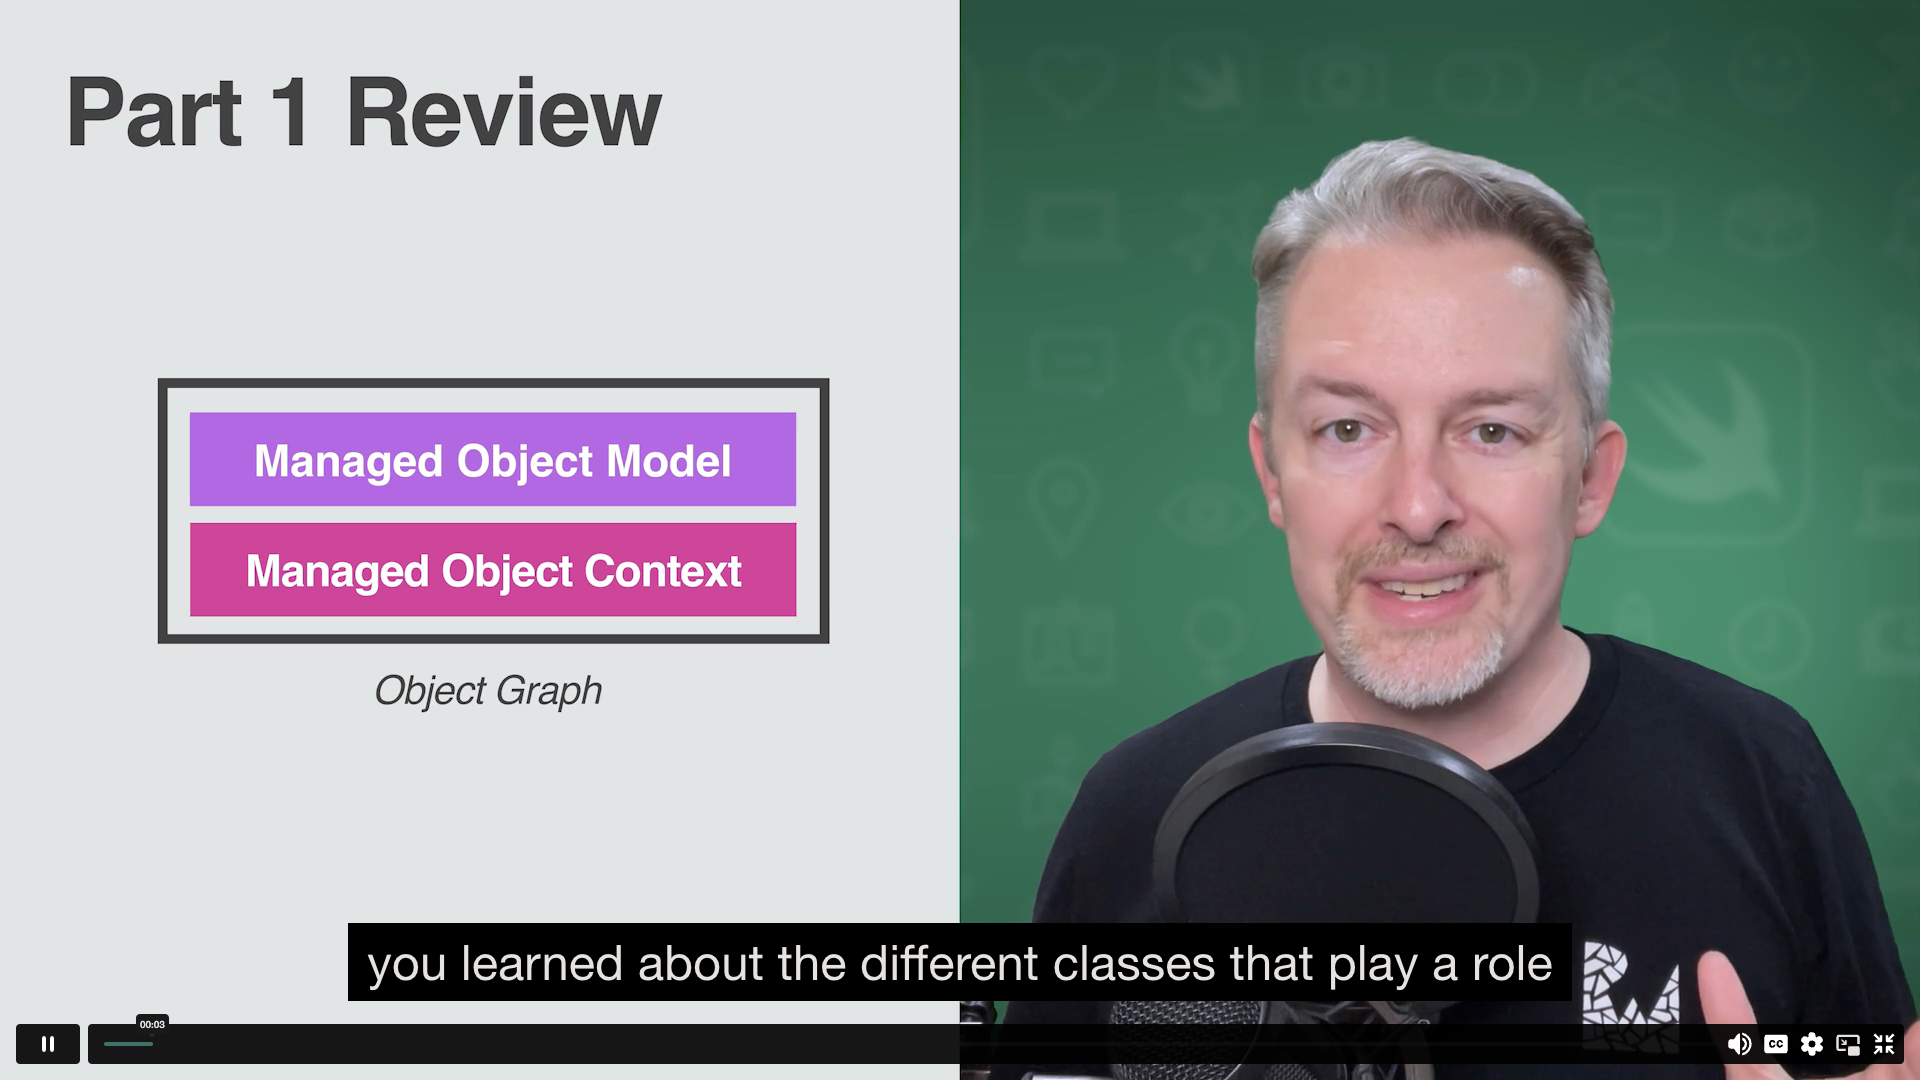 Part 1 Review
Managed Object Model
Managed Object Context
Object Graph
you learned about the different classes that play a role
00:03
CC